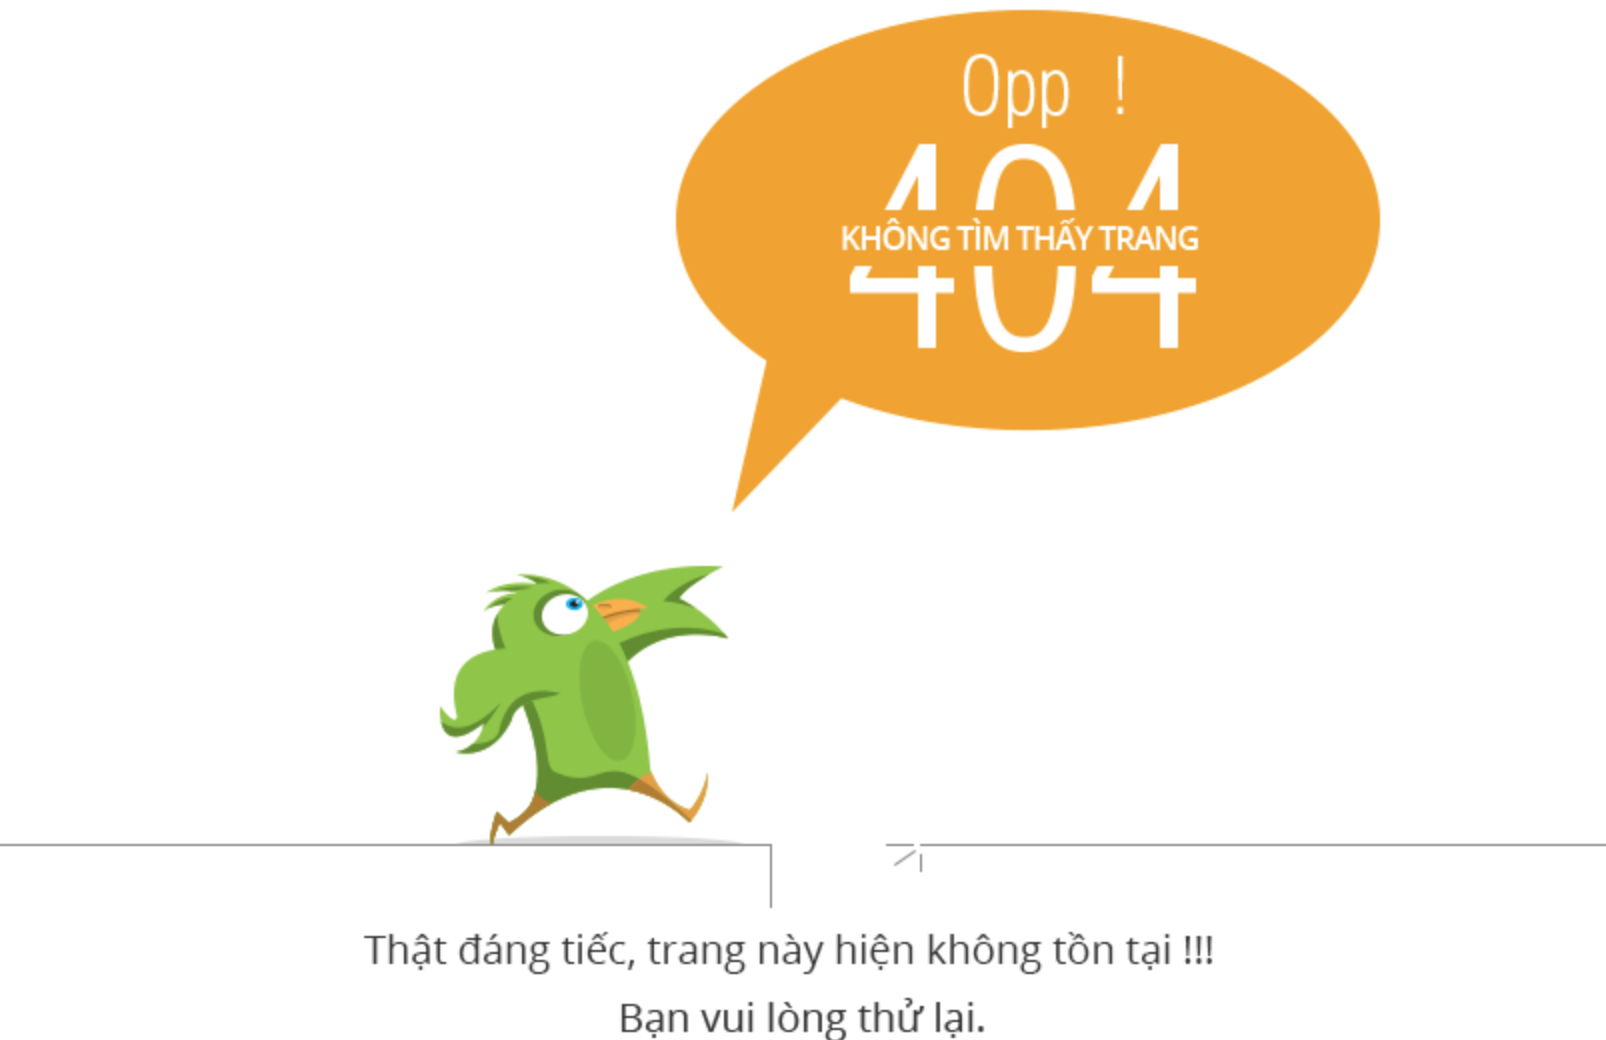 Opp !
404
KHÔNG TÌM THẤY TRANG
Thật đáng tiếc, trang này hiện không tồn tại !!!
Bạn vui lòng thử lại.